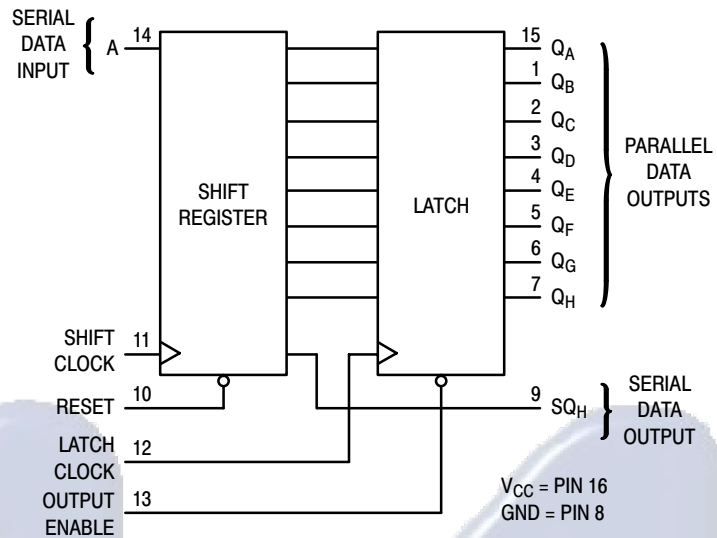 SERIAL
DATA
INPUT
A 14
15 QA
1 QB
2 QC
3 QD
4 QE
5 QF
6 QG
7 QH
SHIFT
REGISTER
LATCH
PARALLEL
DATA
OUTPUTS
SHIFT
CLOCK
11
RESET 10
LATCH
CLOCK
12
OUTPUT
ENABLE
13
9 SQH
SERIAL
DATA
OUTPUT
VCC = PIN 16
GND = PIN 8